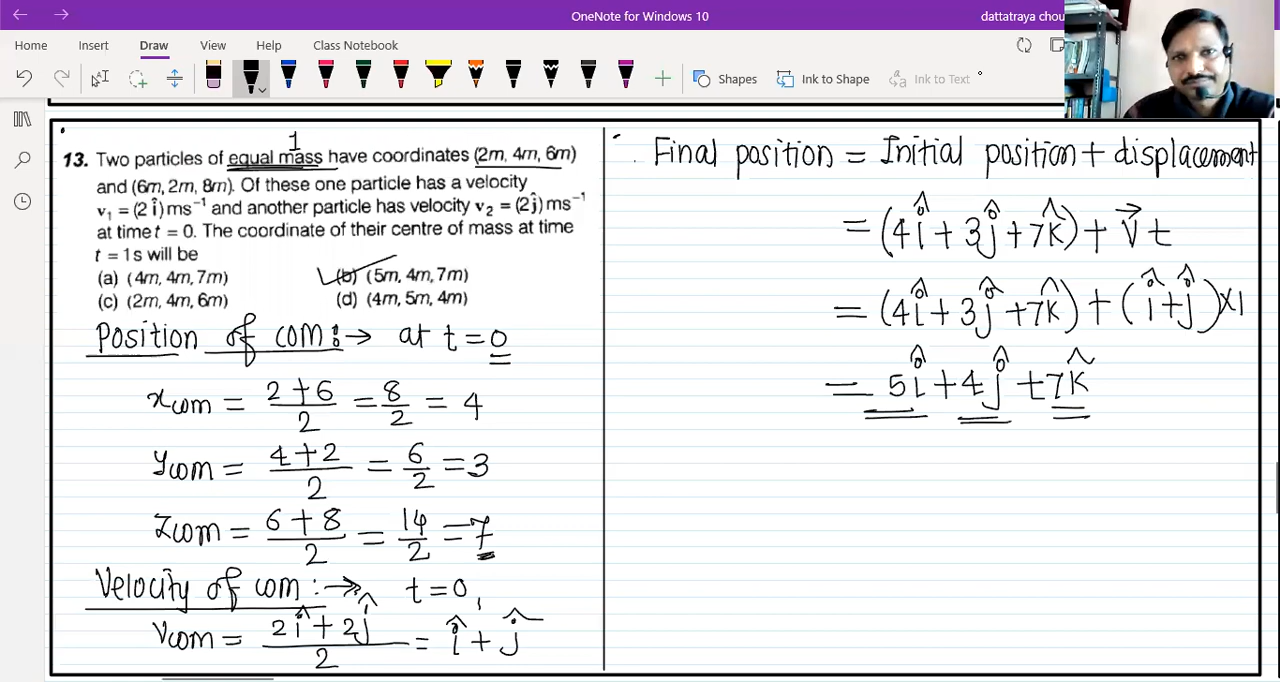 OneNote for Windows 10
dattatraya chou
Home Insert Draw View Help Class Notebook
Shapes Ink to Shape Ink to Text
1
13. Two particles of equal mass have coordinates (2m, 4m, 6m)
and (6m, 2m, 8m). Of these one particle has a velocity
v₁ = (2 î) ms⁻¹ and another particle has velocity v₂ = (2ĵ) ms⁻¹
at time t = 0. The coordinate of their centre of mass at time
t = 1s will be
(a) (4m, 4m, 7m) (b) (5m, 4m, 7m)
(c) (2m, 4m, 6m) (d) (4m, 5m, 4m)
Position of com :→ at t=0
xcom = 2+6/2 = 8/2 = 4
ycom = 4+2/2 = 6/2 = 3
zcom = 6+8/2 = 14/2 = 7
Velocity of com :→ t=0,
Vcom = 2î + 2ĵ/2 = î + ĵ
Final position = Initial position + displacement
= (4î + 3ĵ + 7k̂) + v⃗ t
= (4î + 3ĵ + 7k̂) + (î + ĵ)×1
= 5î + 4ĵ + 7k̂